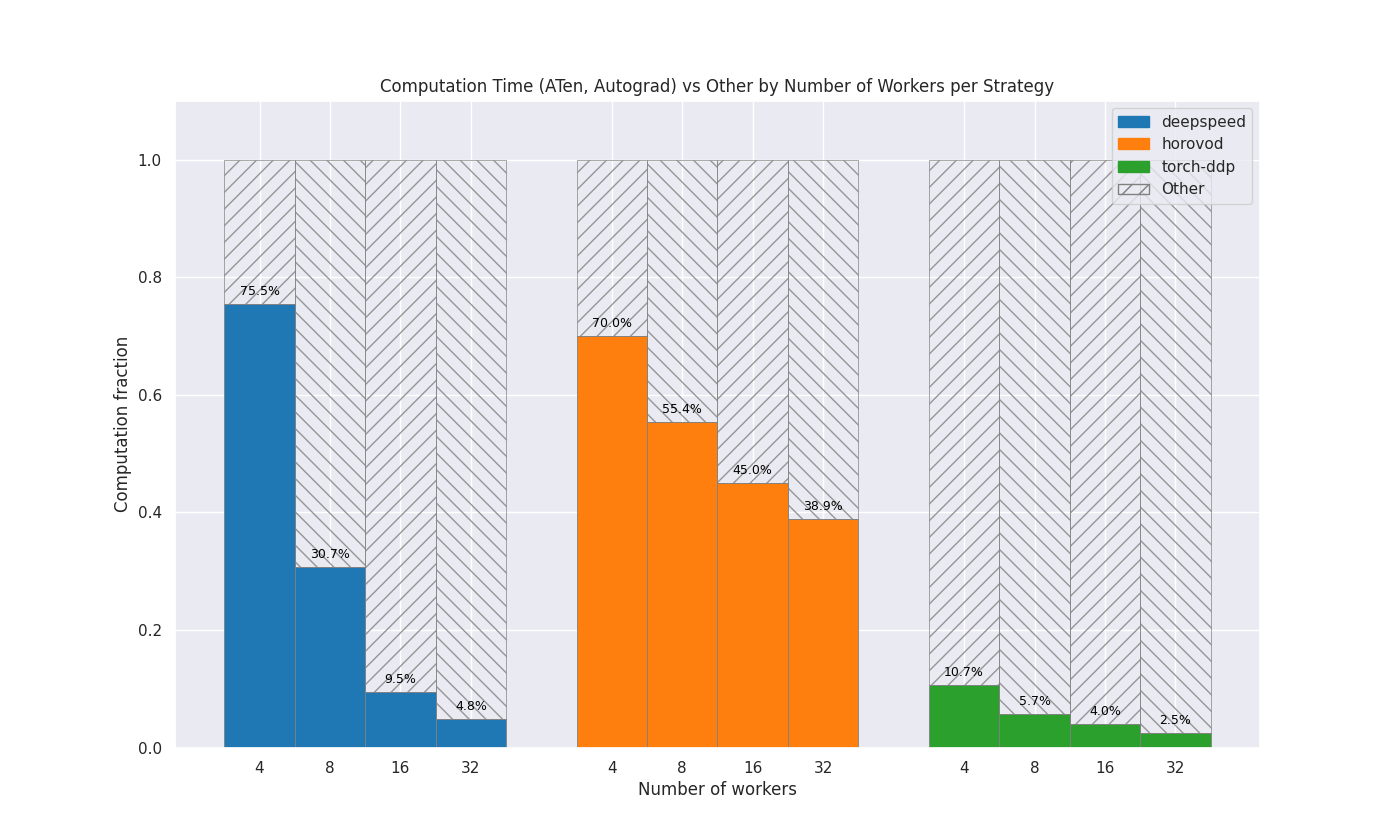 Computation Time (ATen, Autograd) vs Other by Number of Workers per Strategy
deepspeed
horovod
torch-ddp
Other
Computation fraction
1.0
0.8
0.6
0.4
0.2
0.0
75.5%
30.7%
9.5%
4.8%
70.0%
55.4%
45.0%
38.9%
10.7%
5.7%
4.0%
2.5%
4 8 16 32 4 8 16 32 4 8 16 32
Number of workers